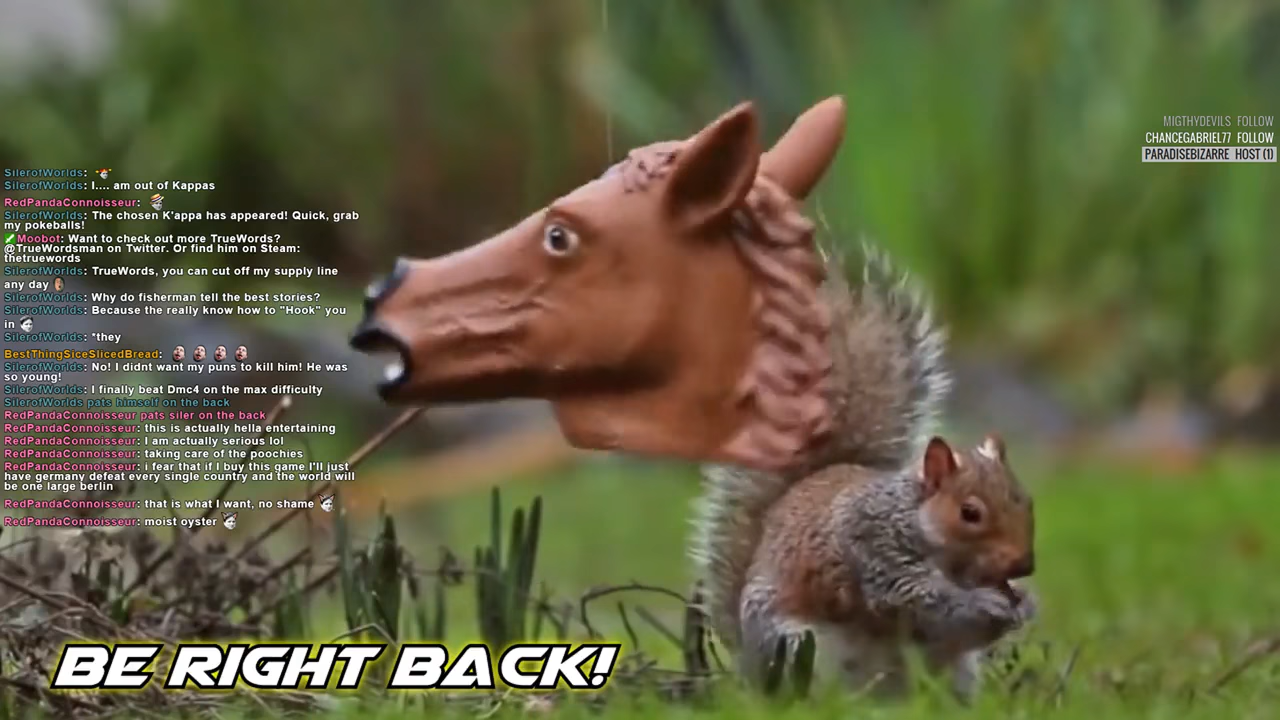 SilerofWorlds:
SilerofWorlds: I.... am out of Kappas
RedPandaConnoisseur:
SilerofWorlds: The chosen K'appa has appeared! Quick, grab
my pokeballs!
Moobot: Want to check out more TrueWords?
@TrueWordsman on Twitter. Or find him on Steam:
thetruewords
SilerofWorlds: TrueWords, you can cut off my supply line
any day
SilerofWorlds: Why do fisherman tell the best stories?
SilerofWorlds: Because the really know how to "Hook" you
in
SilerofWorlds: *they
BestThingSiceSlicedBread:
SilerofWorlds: No! I didnt want my puns to kill him! He was
so young!
SilerofWorlds: I finally beat Dmc4 on the max difficulty
SilerofWorlds pats himself on the back
RedPandaConnoisseur pats siler on the back
RedPandaConnoisseur: this is actually hella entertaining
RedPandaConnoisseur: I am actually serious lol
RedPandaConnoisseur: taking care of the poochies
RedPandaConnoisseur: i fear that if I buy this game I'll just
have germany defeat every single country and the world will
be one large berlin
RedPandaConnoisseur: that is what I want, no shame
RedPandaConnoisseur: moist oyster
MIGTHYDEVILS FOLLOW
CHANCEGABRIEL77 FOLLOW
PARADISEBIZARRE HOST (1)
BE RIGHT BACK!